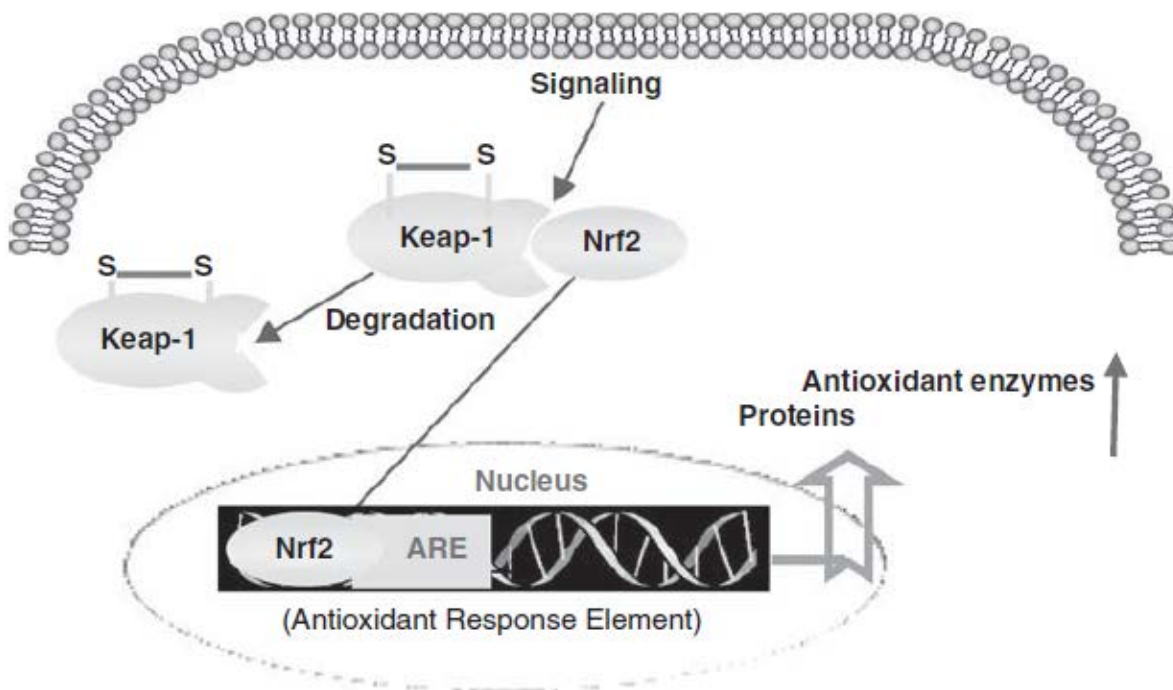 Signaling
S S
Keap-1
Nrf2
S S
Degradation
Keap-1
Antioxidant enzymes
Proteins
Nucleus
Nrf2
ARE
(Antioxidant Response Element)